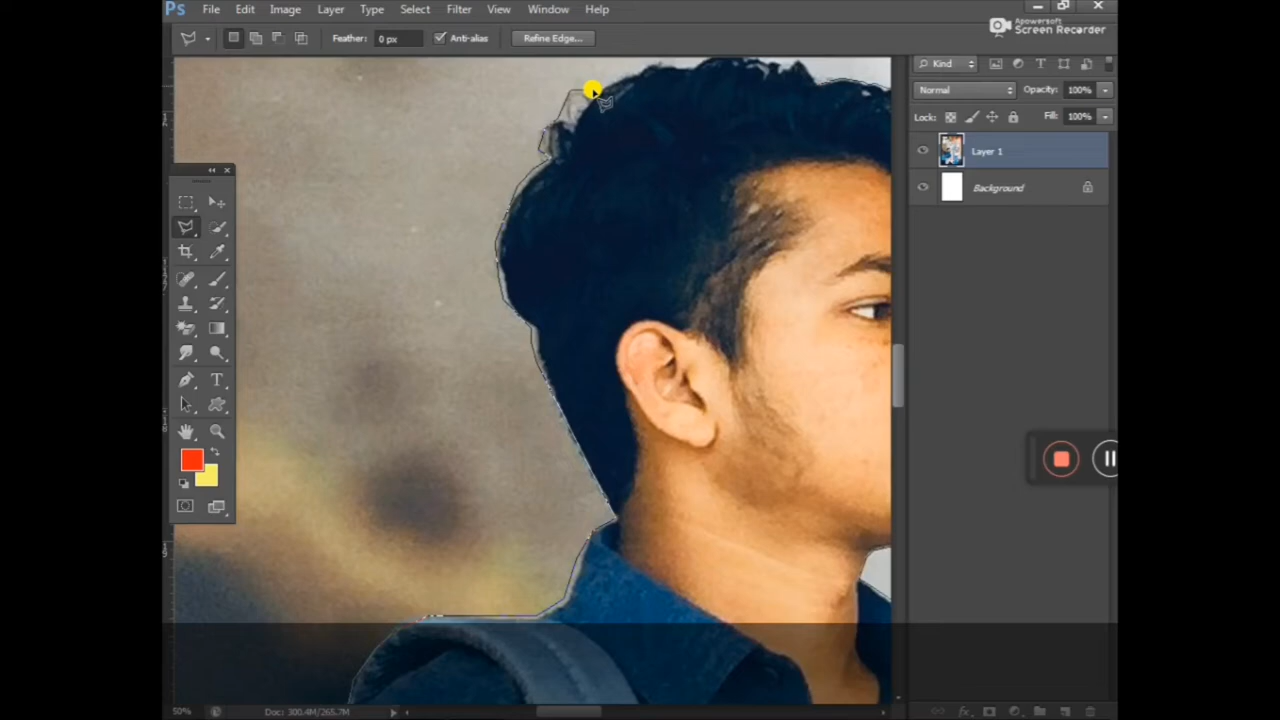 Ps File Edit Image Layer Type Select Filter View Window Help
Apowersoft
Screen Recorder
Feather: 0 px Anti-alias Refine Edge...
Kind
Normal Opacity: 100%
Lock: Fill: 100%
Layer 1
Background
T
50% Doc: 300.4M/265.7M